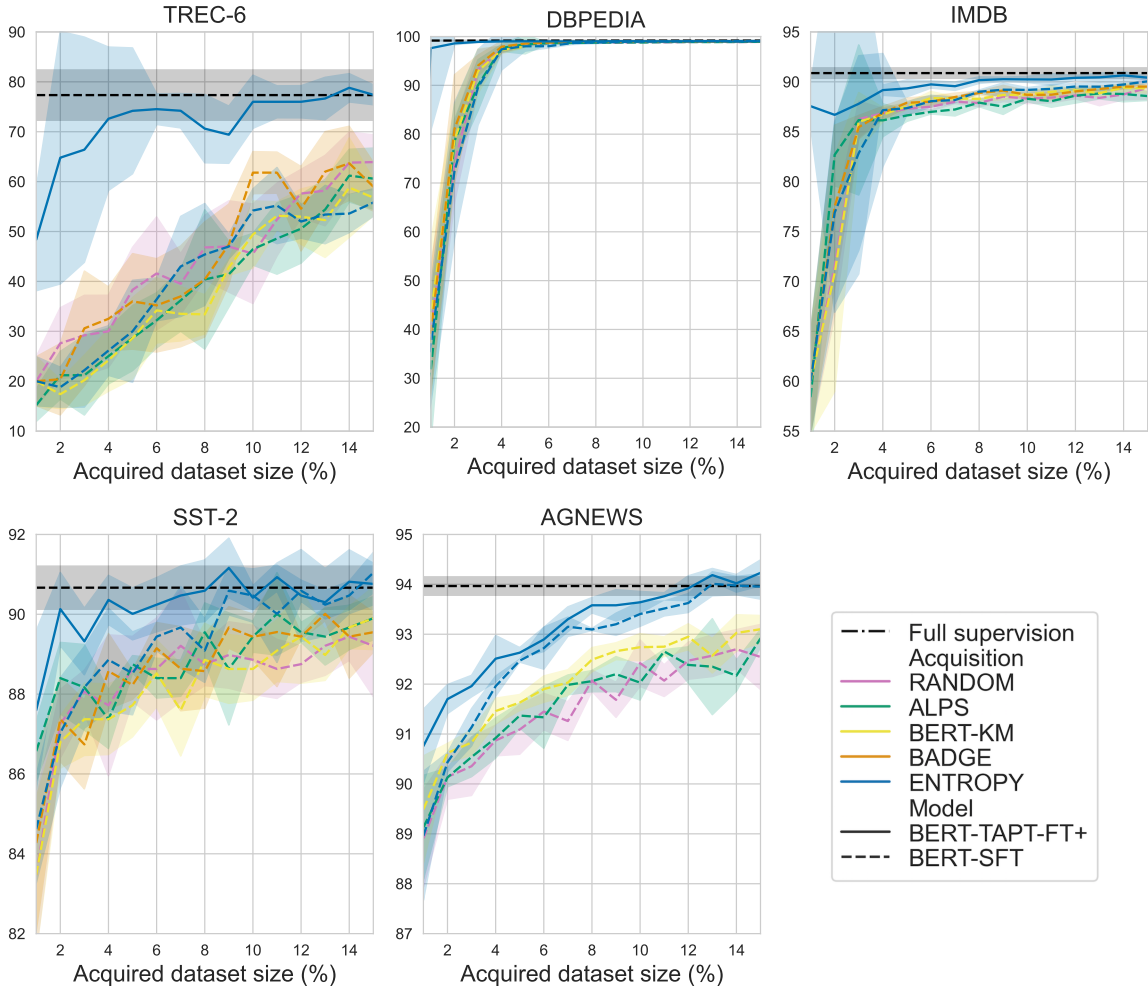 TREC-6
90
80
70
60
50
40
30
20
10
2 4 6 8 10 12 14
Acquired dataset size (%)
DBPEDIA
100
90
80
70
60
50
40
30
20
2 4 6 8 10 12 14
Acquired dataset size (%)
IMDB
95
90
85
80
75
70
65
60
55
2 4 6 8 10 12 14
Acquired dataset size (%)
SST-2
92
90
88
86
84
82
2 4 6 8 10 12 14
Acquired dataset size (%)
AGNEWS
95
94
93
92
91
90
89
88
87
2 4 6 8 10 12 14
Acquired dataset size (%)
Full supervision
Acquisition
RANDOM
ALPS
BERT-KM
BADGE
ENTROPY
Model
BERT-TAPT-FT+
BERT-SFT